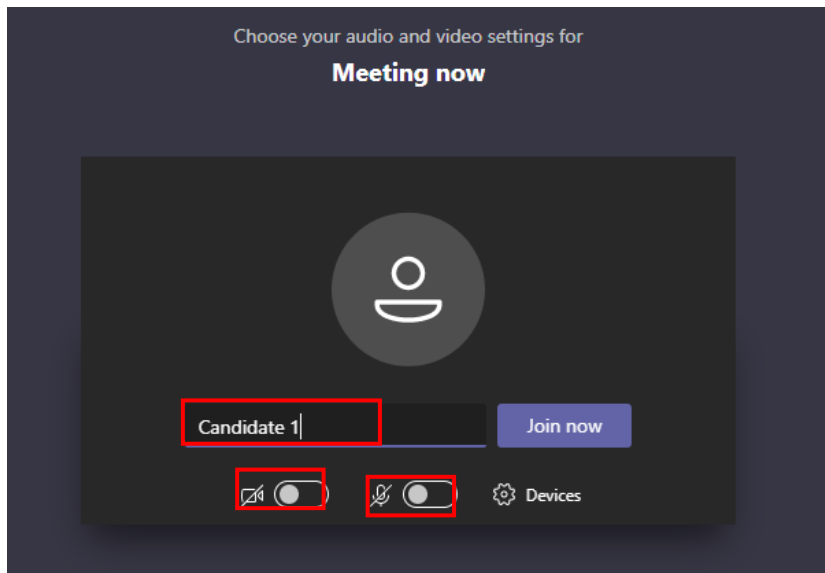 Choose your audio and video settings for
Meeting now
Candidate 1
Join now
Devices